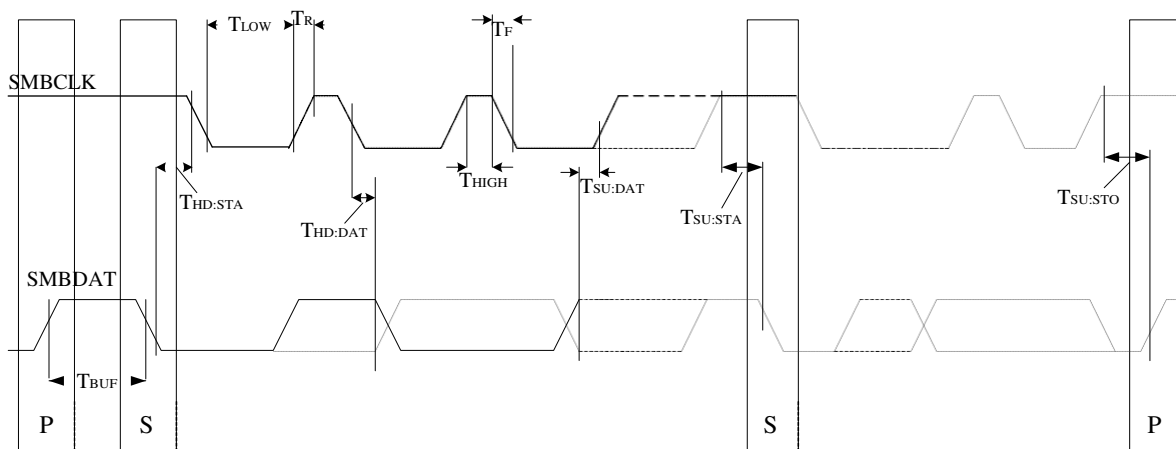 TLOW
TR
TF
SMBCLK
THD:STA
THD:DAT
THIGH
TSU:DAT
TSU:STA
TSU:STO
SMBDAT
TBUF
P
S
S
P